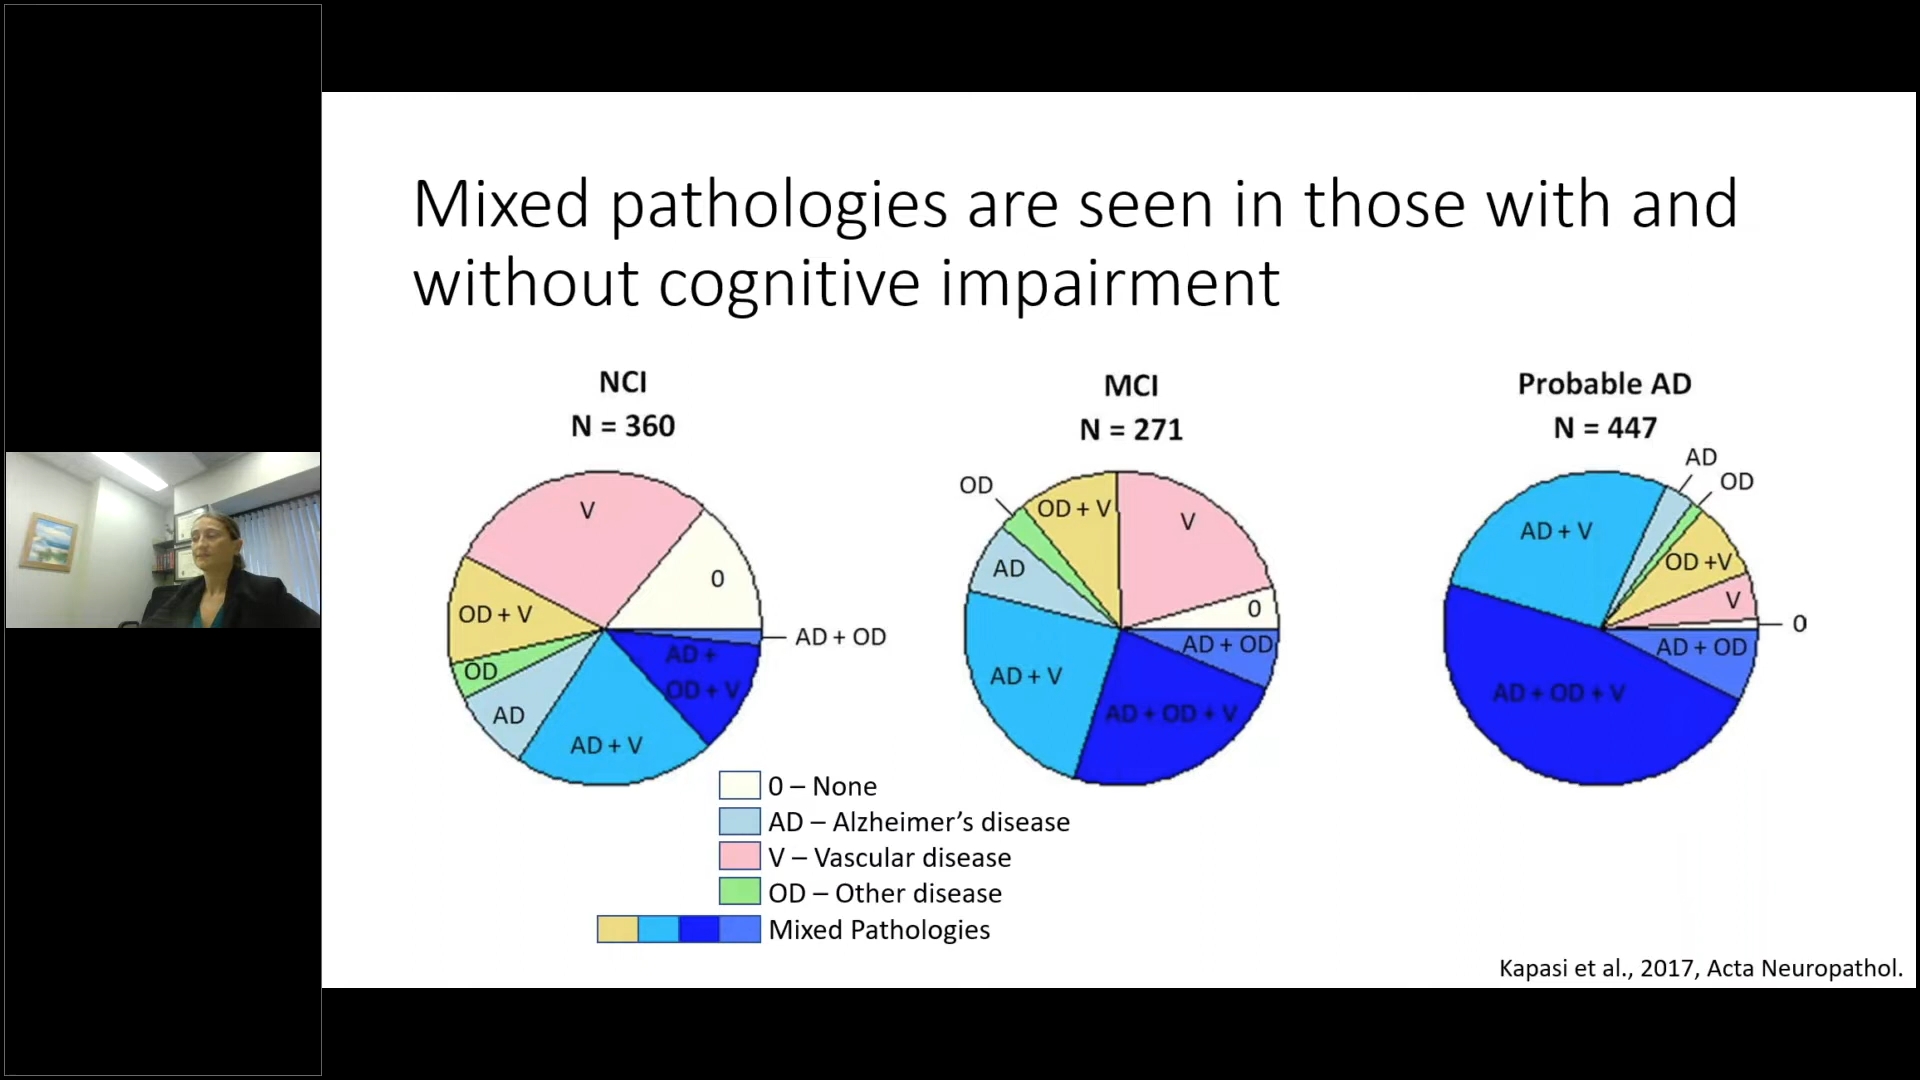 Mixed pathologies are seen in those with and
without cognitive impairment
NCI
N = 360
V
0
OD + V
OD
AD
AD + V
AD +
OD + V
AD + OD
MCI
N = 271
OD
OD + V
V
AD
0
AD + V
AD + OD
AD + OD + V
Probable AD
N = 447
AD
OD
AD + V
OD +V
V
0
AD + OD
AD + OD + V
0 – None
AD – Alzheimer’s disease
V – Vascular disease
OD – Other disease
Mixed Pathologies
Kapasi et al., 2017, Acta Neuropathol.